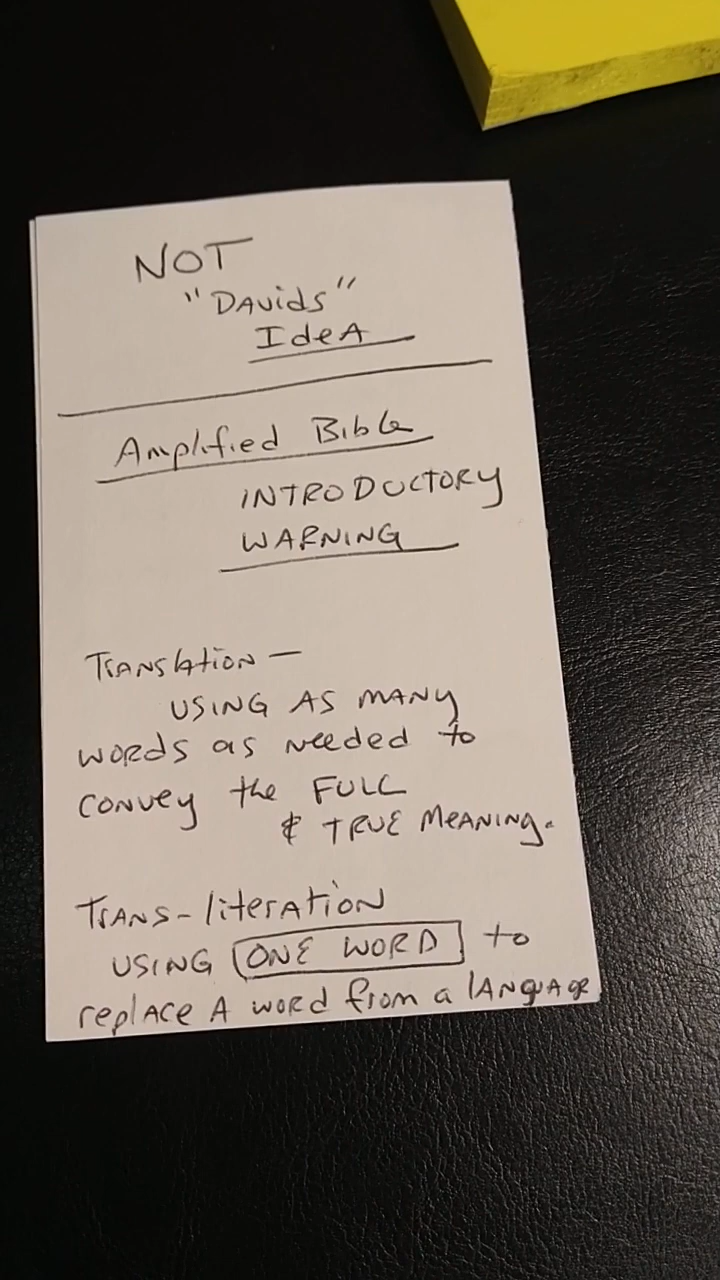 NOT
"DAVIDS"
IdeA
Amplified Bible
INTRODUCTORY
WARNING
TRANSlATION —
USING AS MANY
WORDS as Needed to
CONVEY the FULL
& TRUE MEANING.
TRANS-lITERATION
USING ONE WORD to
replACE A WORD from a lANGUAGE